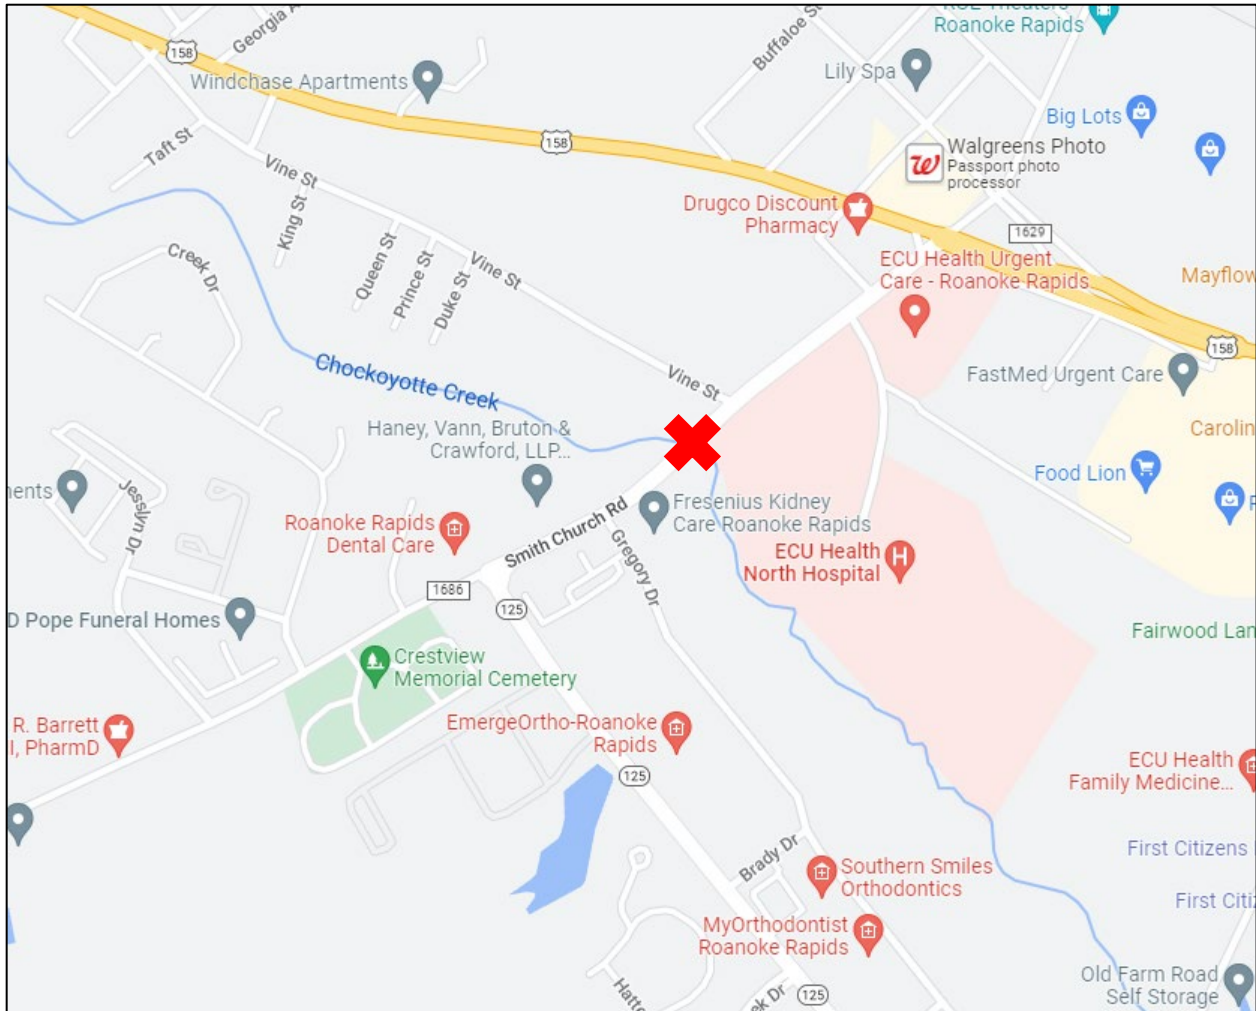 Roanoke Rapids
158
Georgia
Buffaloe St
Lily Spa
Windchase Apartments
Big Lots
158
Taft St
Vine St
Walgreens Photo
Passport photo
processor
King St
Drugco Discount
Pharmacy
1629
Creek Dr
Queen St
Prince St
Duke St
Vine St
ECU Health Urgent
Care - Roanoke Rapids
Mayflow
158
Chockoyotte Creek
Vine St
FastMed Urgent Care
Haney, Vann, Bruton &
Crawford, LLP...
Carolin
Food Lion
Jesslyn Dr
ents
Fresenius Kidney
Care Roanoke Rapids
Roanoke Rapids
Dental Care
Smith Church Rd
Gregory Dr
ECU Health
North Hospital
H
1686
125
D Pope Funeral Homes
Fairwood Lan
Crestview
Memorial Cemetery
R. Barrett
I, PharmD
EmergeOrtho-Roanoke
Rapids
125
ECU Health
Family Medicine...
First Citizens
Brady Dr
Southern Smiles
Orthodontics
First Citi
MyOrthodontist
Roanoke Rapids
Old Farm Road
Self Storage
Hatte
ek Dr
125